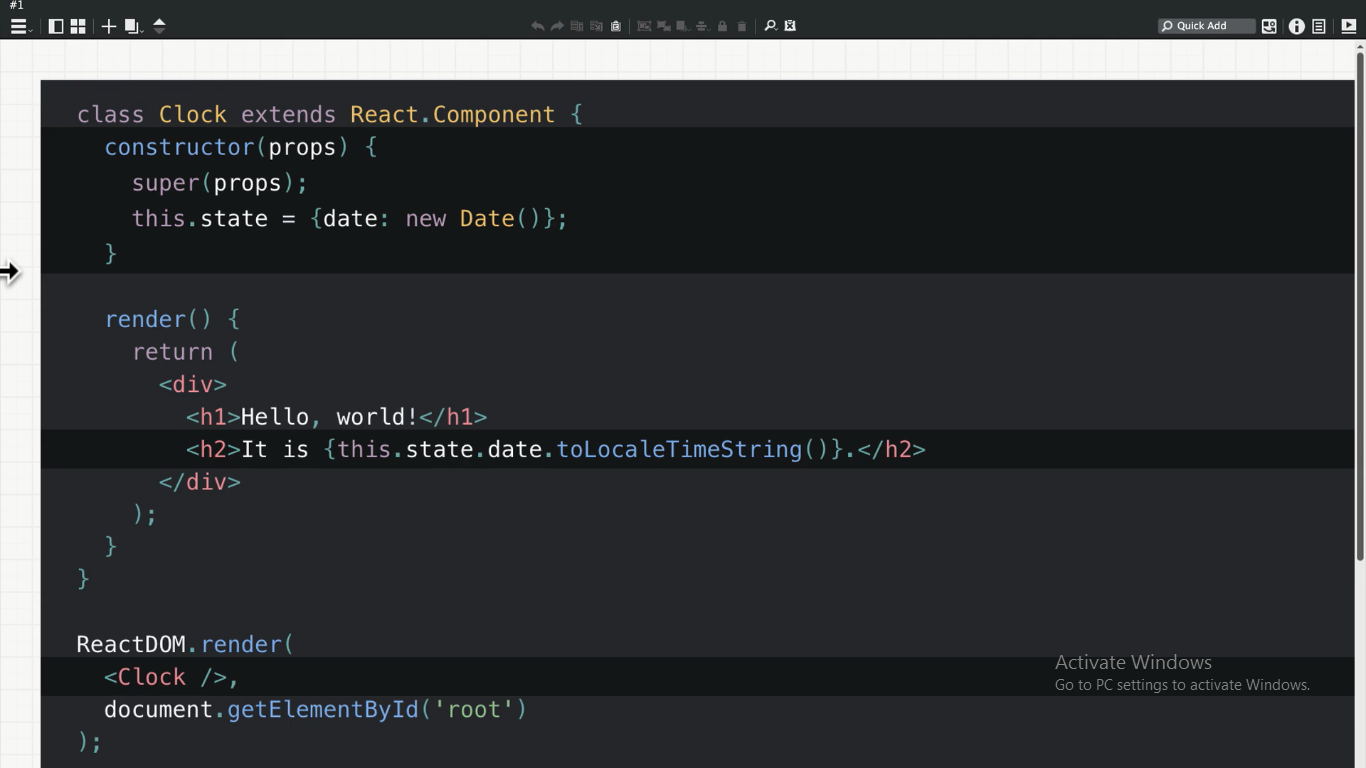 #1
Quick Add
class Clock extends React.Component {
  constructor(props) {
    super(props);
    this.state = {date: new Date()};
  }

  render() {
    return (
      <div>
        <h1>Hello, world!</h1>
        <h2>It is {this.state.date.toLocaleTimeString()}.</h2>
      </div>
    );
  }
}

ReactDOM.render(
  <Clock />,
  document.getElementById('root')
);
Activate Windows
Go to PC settings to activate Windows.